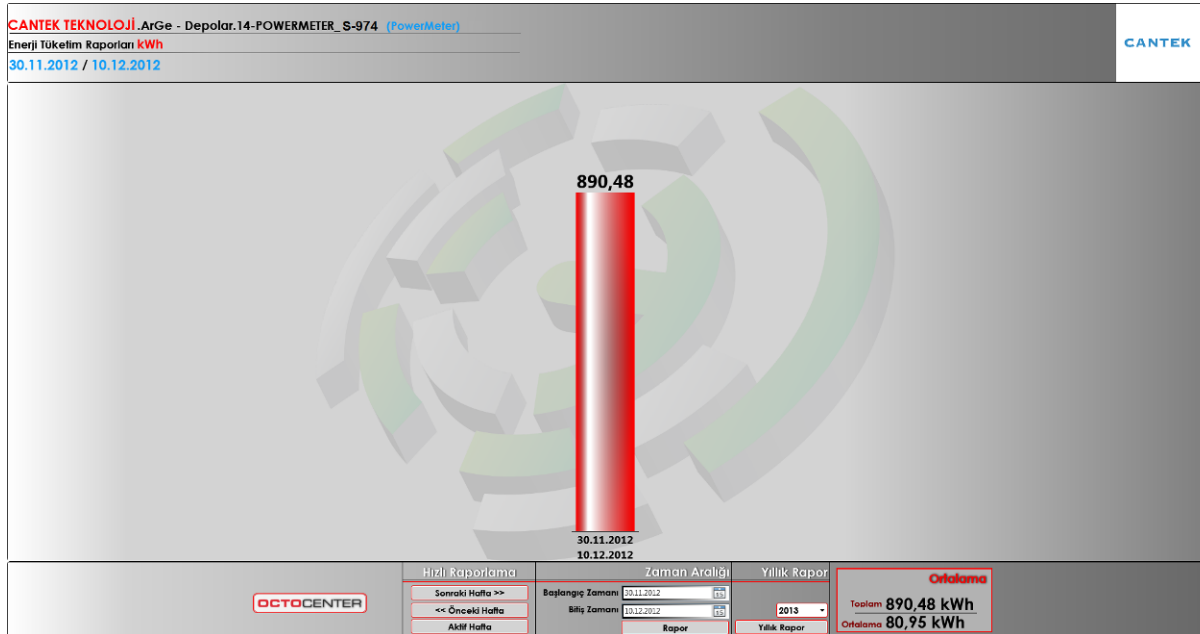 CANTEK TEKNOLOJİ.ArGe - Depolar.14-POWERMETER_S-974 (PowerMeter)
Enerji Tüketim Raporları kWh
30.11.2012 / 10.12.2012
CANTEK
890,48
30.11.2012
10.12.2012
OCTOCENTER
Hızlı Raporlama
Sonraki Hafta >>
<< Önceki Hafta
Aktif Hafta
Zaman Aralığı
Başlangıç Zamanı 30.11.2012 15
Bitiş Zamanı 10.12.2012 15
Rapor
Yıllık Rapor
2013
Yıllık Rapor
Ortalama
Toplam 890,48 kWh
Ortalama 80,95 kWh